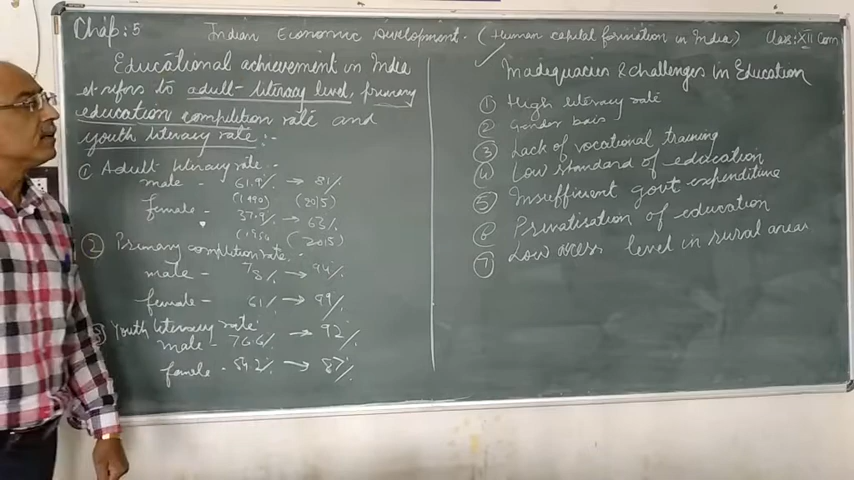 Chap: 5 Indian Economic Development. (Human capital formation in India) Class: XII Com
Educational achievement in India
it refers to adult-literacy level, primary
education completion rate and
youth literacy rate :-
① Adult literacy rate -
male - 61.9% → 81%
(1990) (2015)
female - 37.9% → 63%
(2015)
② Primary completion rate -
male - 78% → 94%
female - 61% → 99%
③ Youth literacy rate
male - 76.6% → 92%
female - 54.2% → 87%
✓ Inadequacies & challenges in Education
① High literacy rate
② Gender bais
③ Lack of vocational training
④ Low standard of education
⑤ Insufficient govt expenditure
⑥ Privatisation of education
⑦ Low access level in rural areas